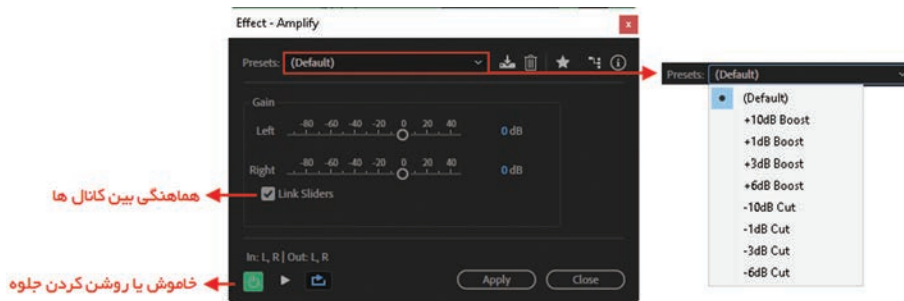 Effect - Amplify
x
Presets: (Default)
Gain
-80 -60 -40 -20 0 20 40
Left 0 dB
-80 -60 -40 -20 0 20 40
Right 0 dB
Link Sliders
هماهنگی بین کانال ها
In: L, R | Out: L, R
خاموش یا روشن کردن جلوه
Apply Close
Presets: (Default)
(Default)
+10dB Boost
+1dB Boost
+3dB Boost
+6dB Boost
-10dB Cut
-1dB Cut
-3dB Cut
-6dB Cut